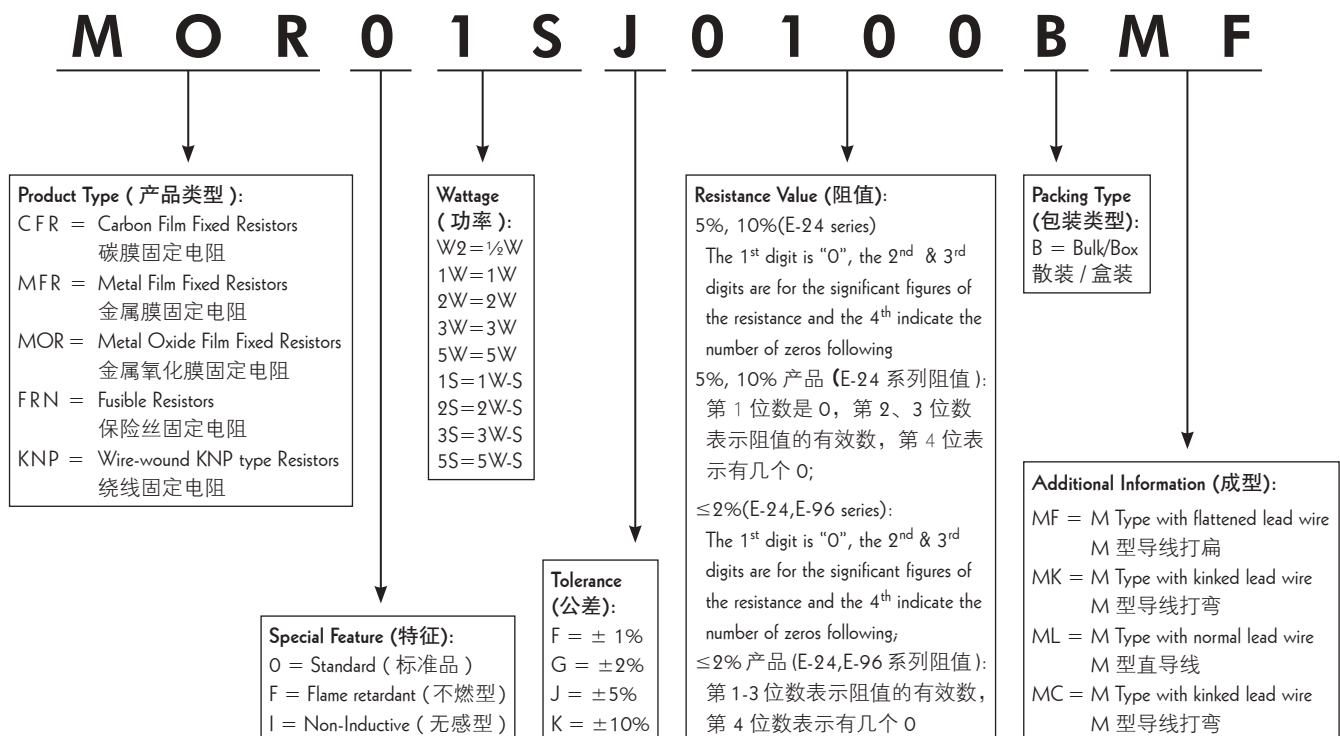 M O R 0 1 S J 0 1 0 0 B M F
Product Type ( 产品类型 ):
CFR = Carbon Film Fixed Resistors
碳膜固定电阻
MFR = Metal Film Fixed Resistors
金属膜固定电阻
MOR = Metal Oxide Film Fixed Resistors
金属氧化膜固定电阻
FRN = Fusible Resistors
保险丝固定电阻
KNP = Wire-wound KNP type Resistors
绕线固定电阻
Special Feature (特征):
0 = Standard ( 标准品 )
F = Flame retardant ( 不燃型 )
I = Non-Inductive ( 无感型 )
Wattage
( 功率 ):
W2=½W
1W=1W
2W=2W
3W=3W
5W=5W
1S=1W-S
2S=2W-S
3S=3W-S
5S=5W-S
Tolerance
(公差):
F = ± 1%
G = ±2%
J = ±5%
K = ±10%
Resistance Value (阻值):
5%, 10%(E-24 series)
The 1st digit is “0”, the 2nd & 3rd
digits are for the significant figures of
the resistance and the 4th indicate the
number of zeros following
5%, 10% 产品 (E-24 系列阻值 ):
第 1 位数是 0，第 2、3 位数
表示阻值的有效数，第 4 位表
示有几个 0;
≤2%(E-24,E-96 series):
The 1st digit is “0”, the 2nd & 3rd
digits are for the significant figures of
the resistance and the 4th indicate the
number of zeros following;
≤2% 产品 (E-24,E-96 系列阻值 ):
第 1-3 位数表示阻值的有效数，
第 4 位数表示有几个 0
Packing Type
(包装类型):
B = Bulk/Box
散装 / 盒装
Additional Information (成型):
MF = M Type with flattened lead wire
M 型导线打扁
MK = M Type with kinked lead wire
M 型导线打弯
ML = M Type with normal lead wire
M 型直导线
MC = M Type with kinked lead wire
M 型导线打弯